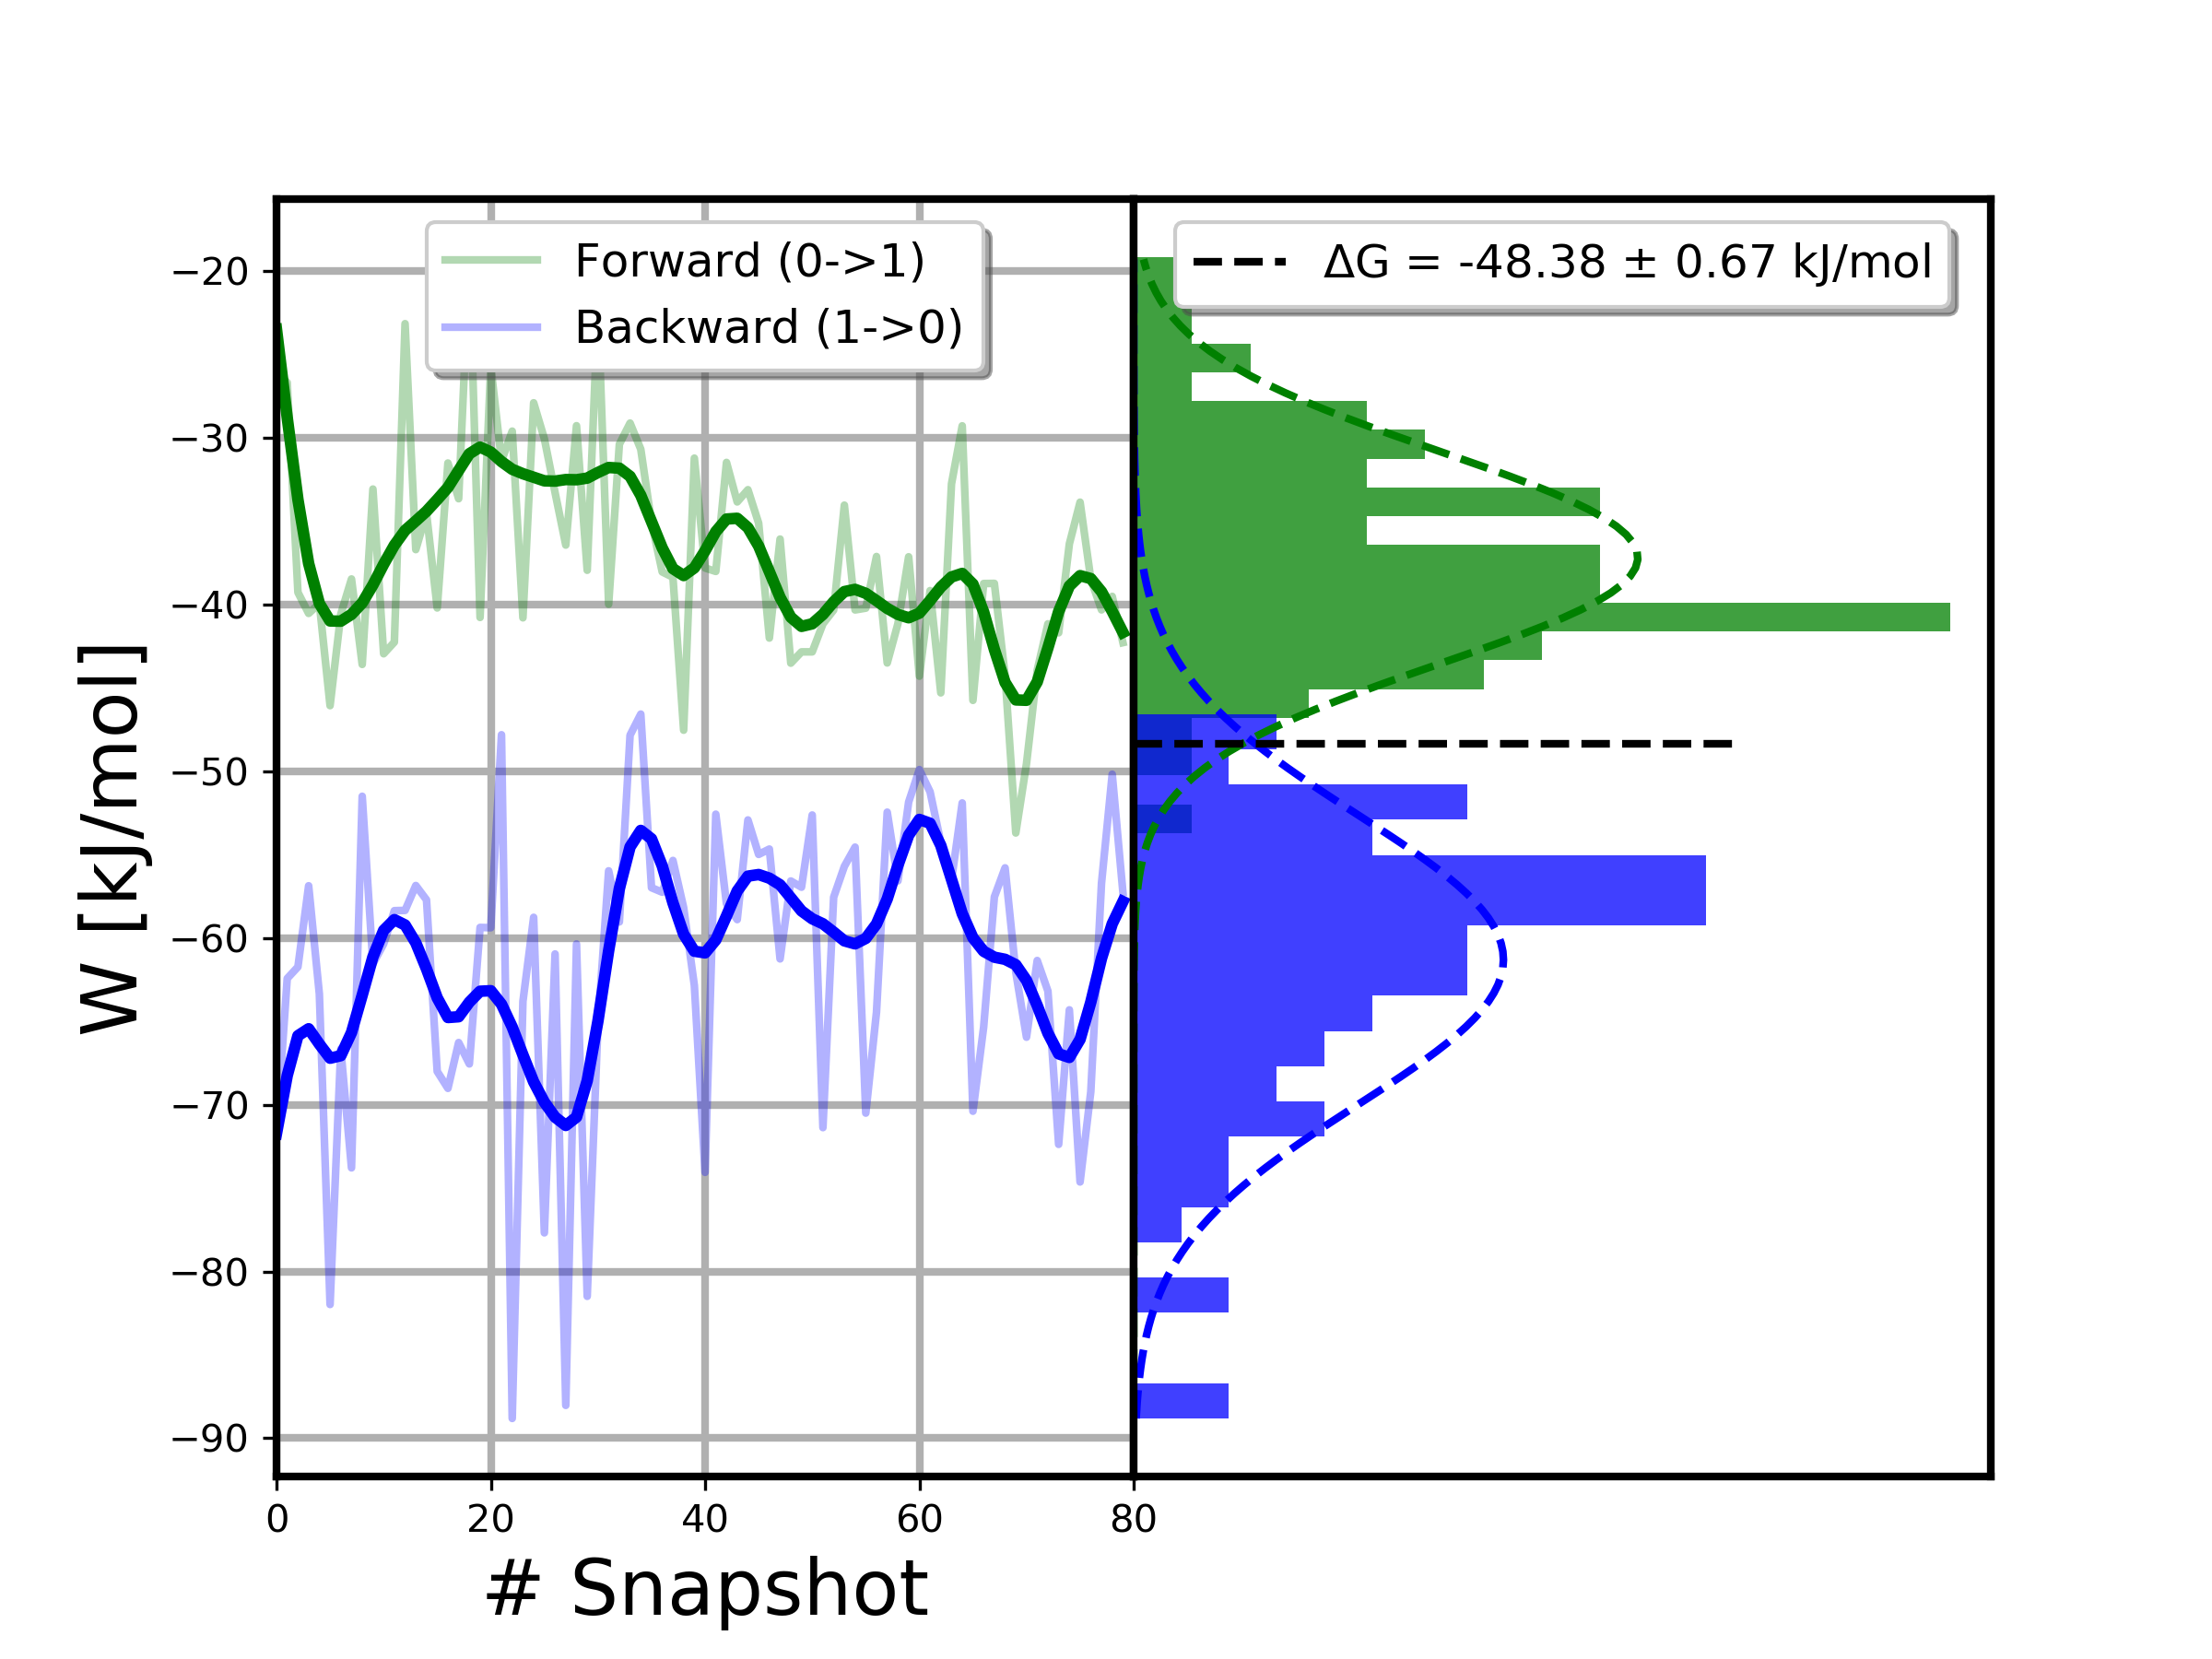 Forward (0->1)
Backward (1->0)
ΔG = -48.38 ± 0.67 kJ/mol
−20
−30
−40
−50
−60
−70
−80
−90
W [kJ/mol]
0 20 40 60 80
# Snapshot